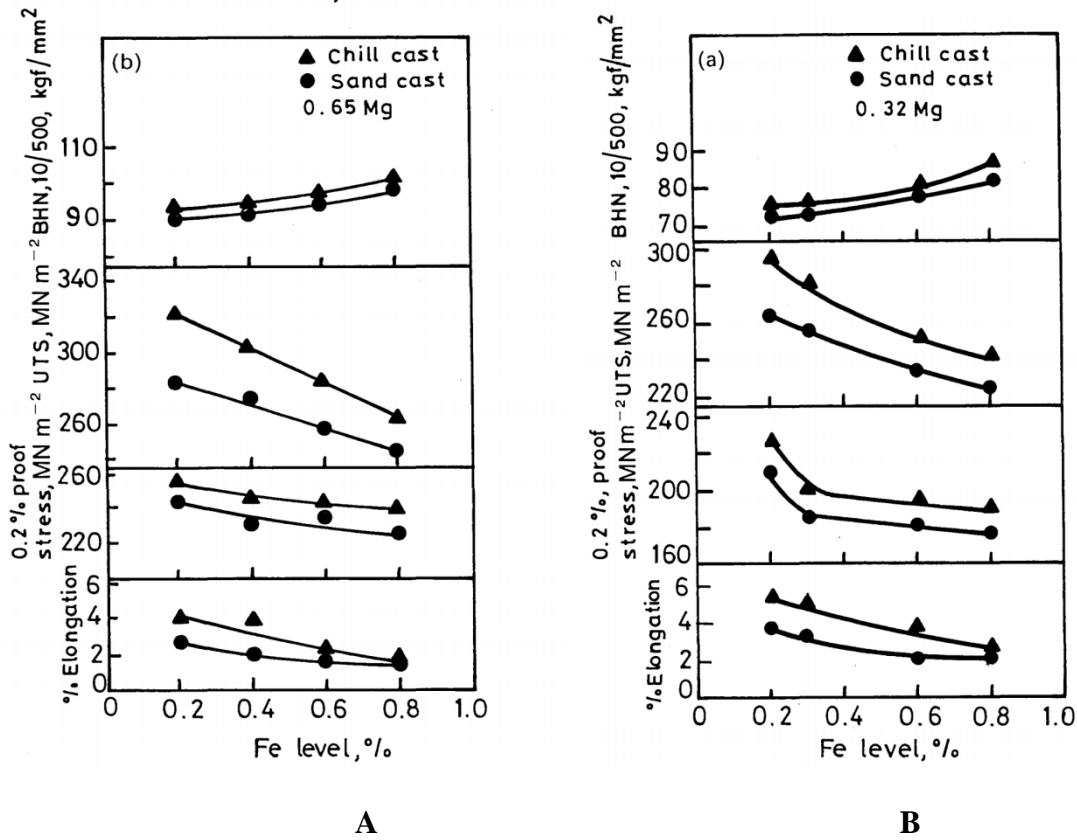 (b)
▲ Chill cast
● Sand cast
0.65 Mg
BHN, 10/500, kgf/mm²
110
90
UTS, MN m⁻²
340
300
260
0.2 % proof
stress, MN m⁻²
260
220
% Elongation
6
4
2
0
0 0.2 0.4 0.6 0.8 1.0
Fe level, %
A
(a)
▲ Chill cast
● Sand cast
0.32 Mg
BHN, 10/500, kgf/mm²
90
80
70
UTS, MN m⁻²
300
260
220
0.2 %, proof
stress, MNm⁻²
240
200
160
% Elongation
6
4
2
0
0 0.2 0.4 0.6 0.8 1.0
Fe level, %
B